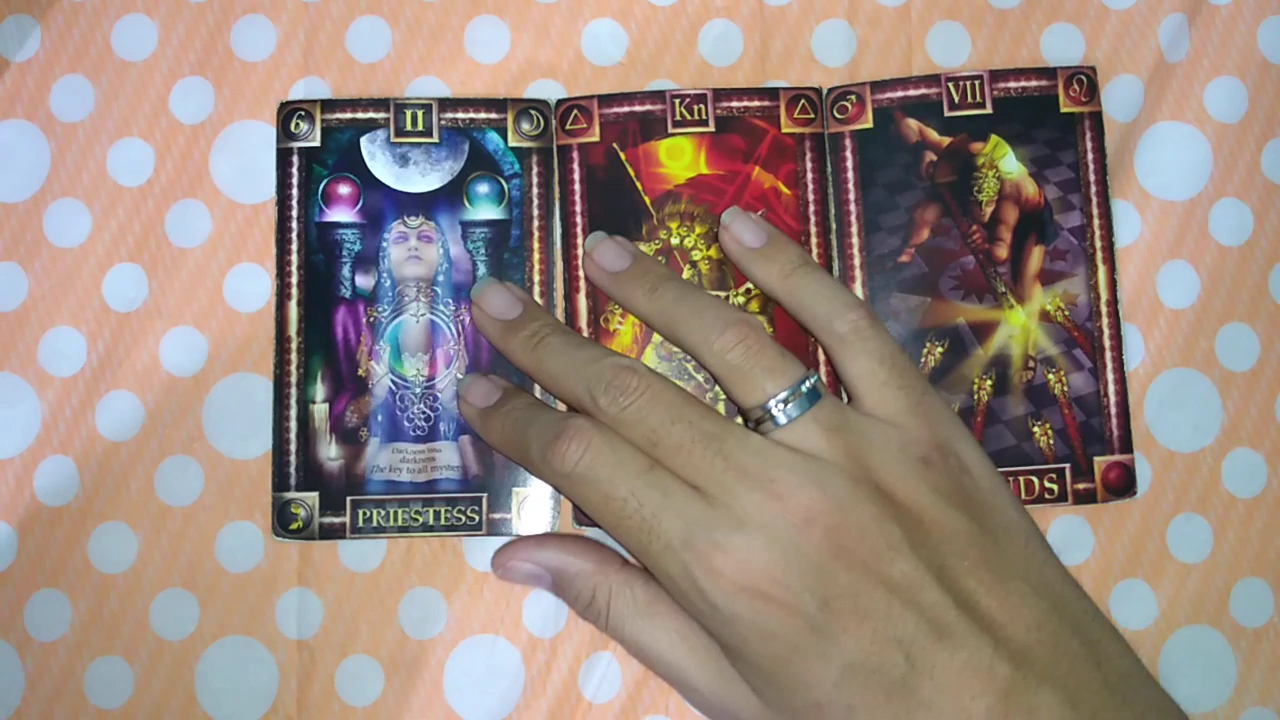 6 II
Kn
VII
Darkness into
darkness
The key to all myster
PRIESTESS
NDS